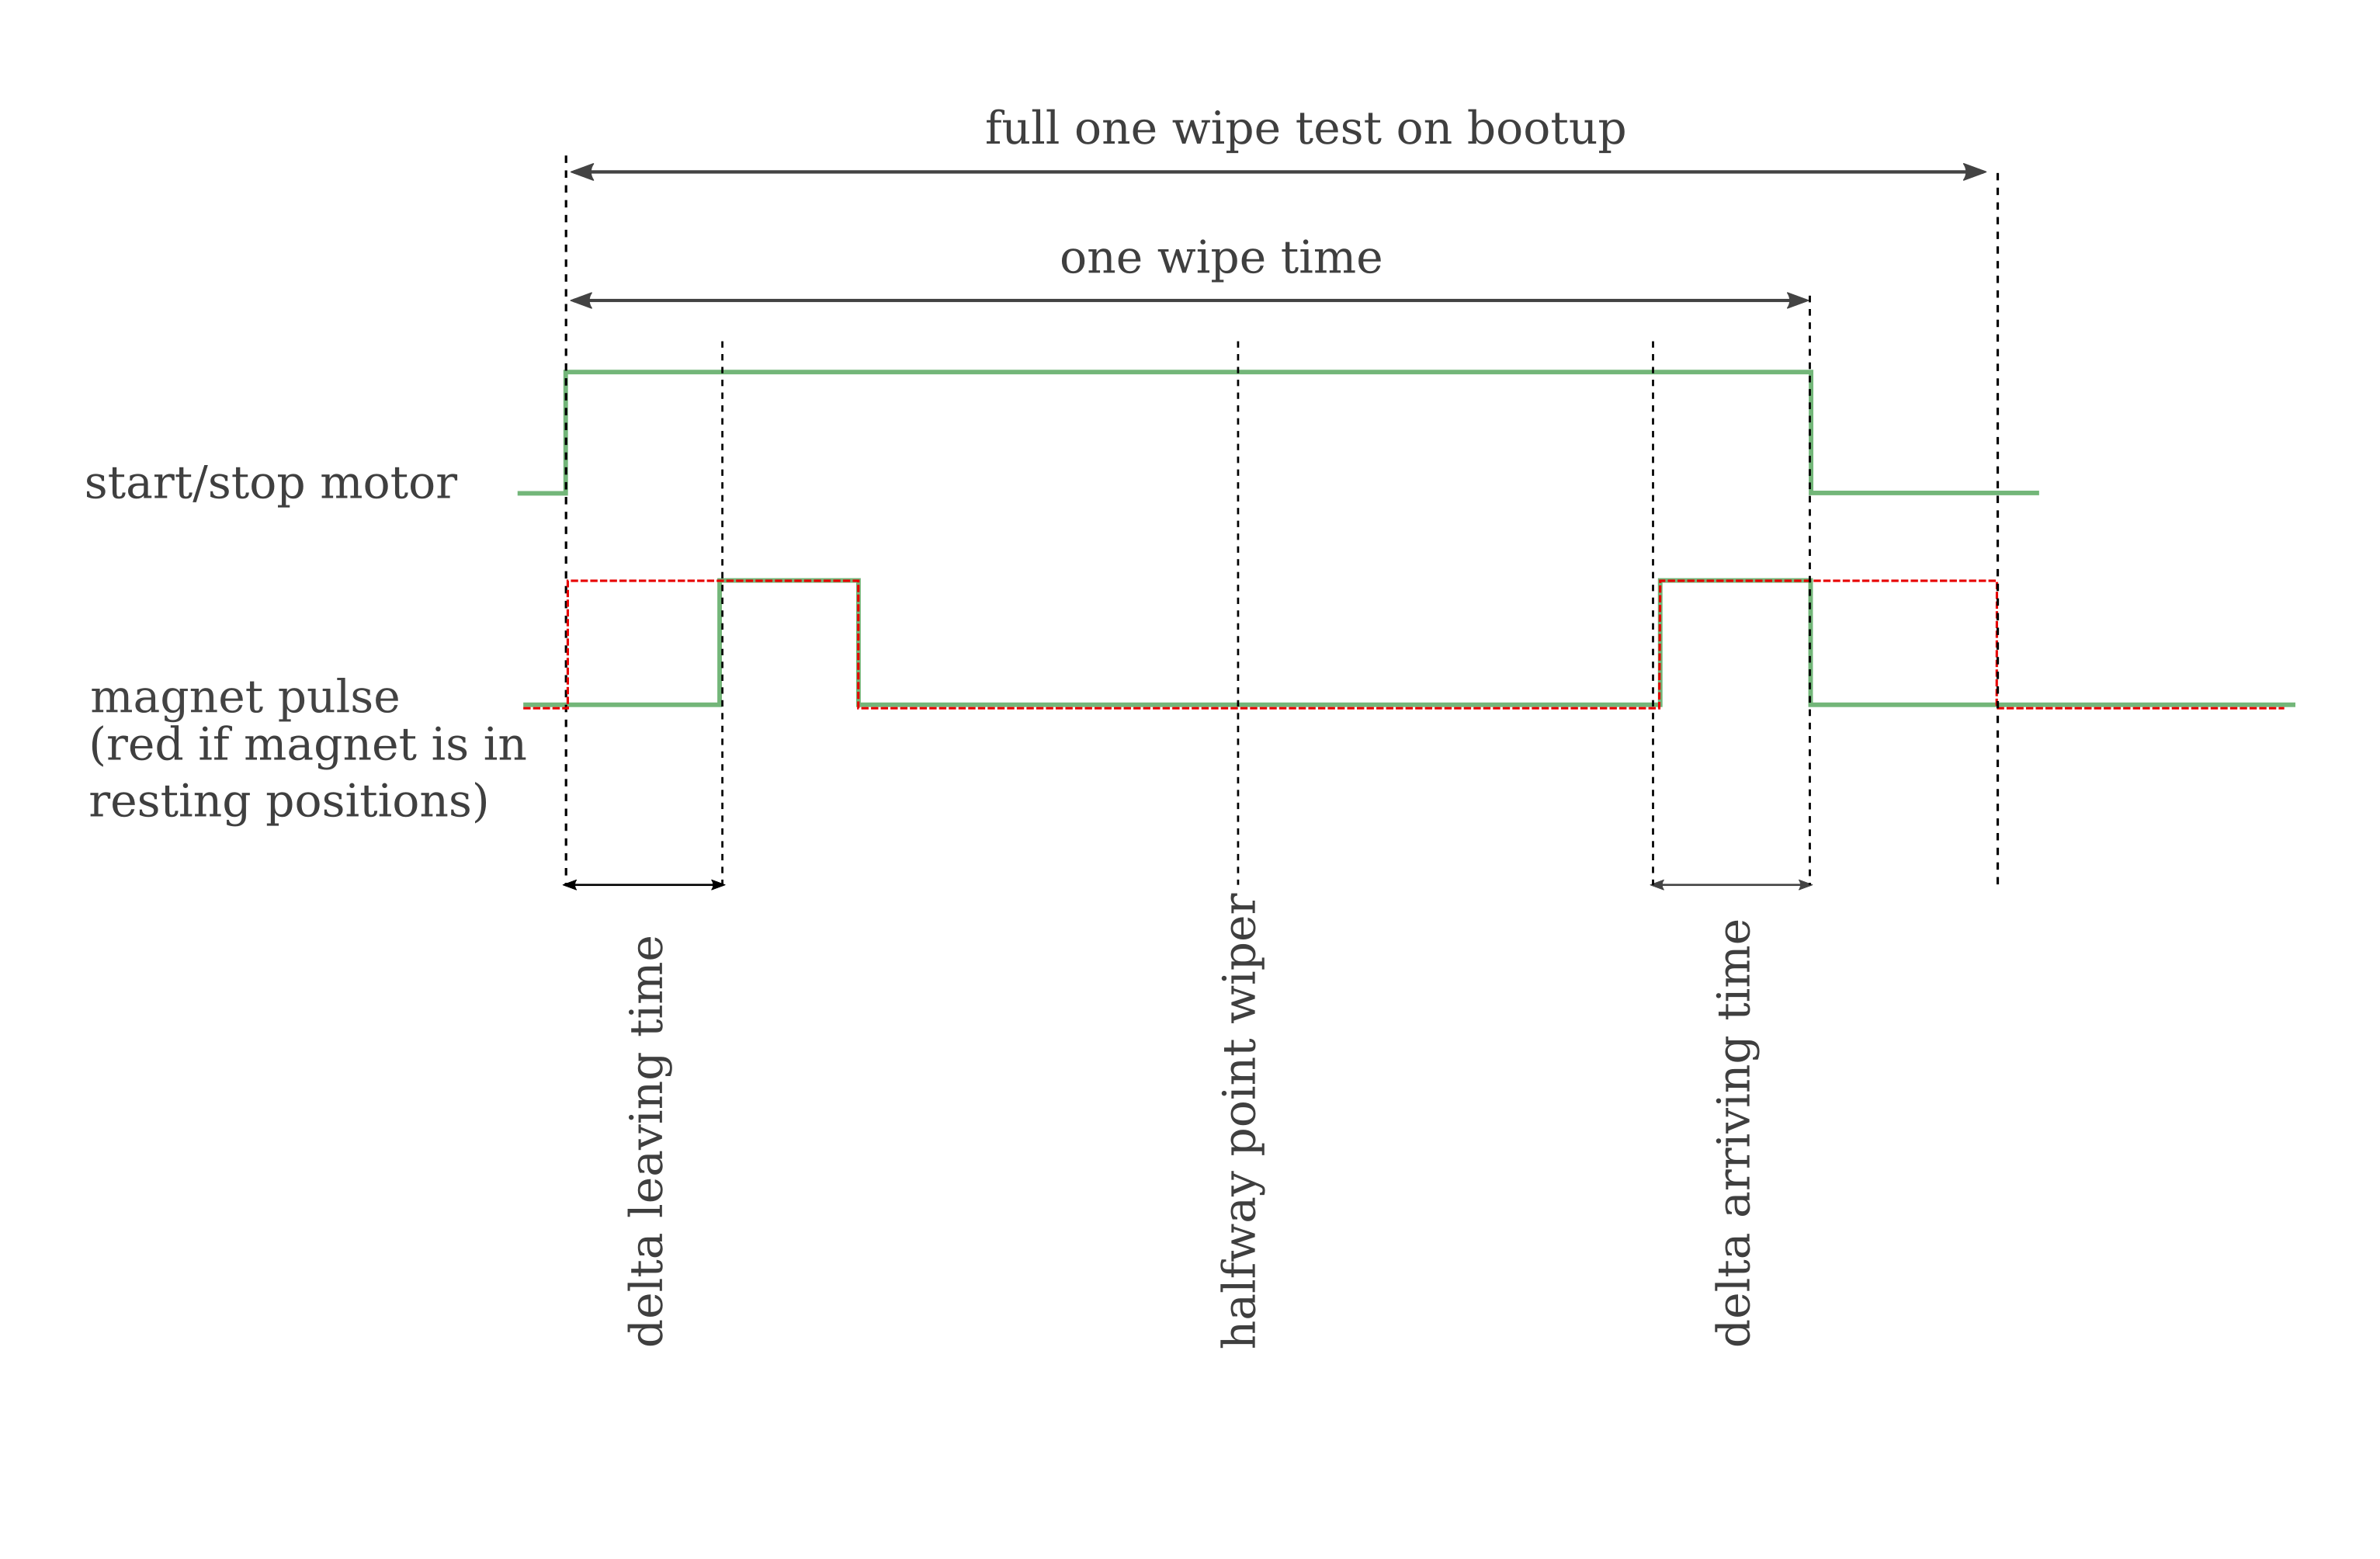 full one wipe test on bootup
one wipe time
start/stop motor
magnet pulse
(red if magnet is in
resting positions)
delta leaving time
halfway point wiper
delta arriving time